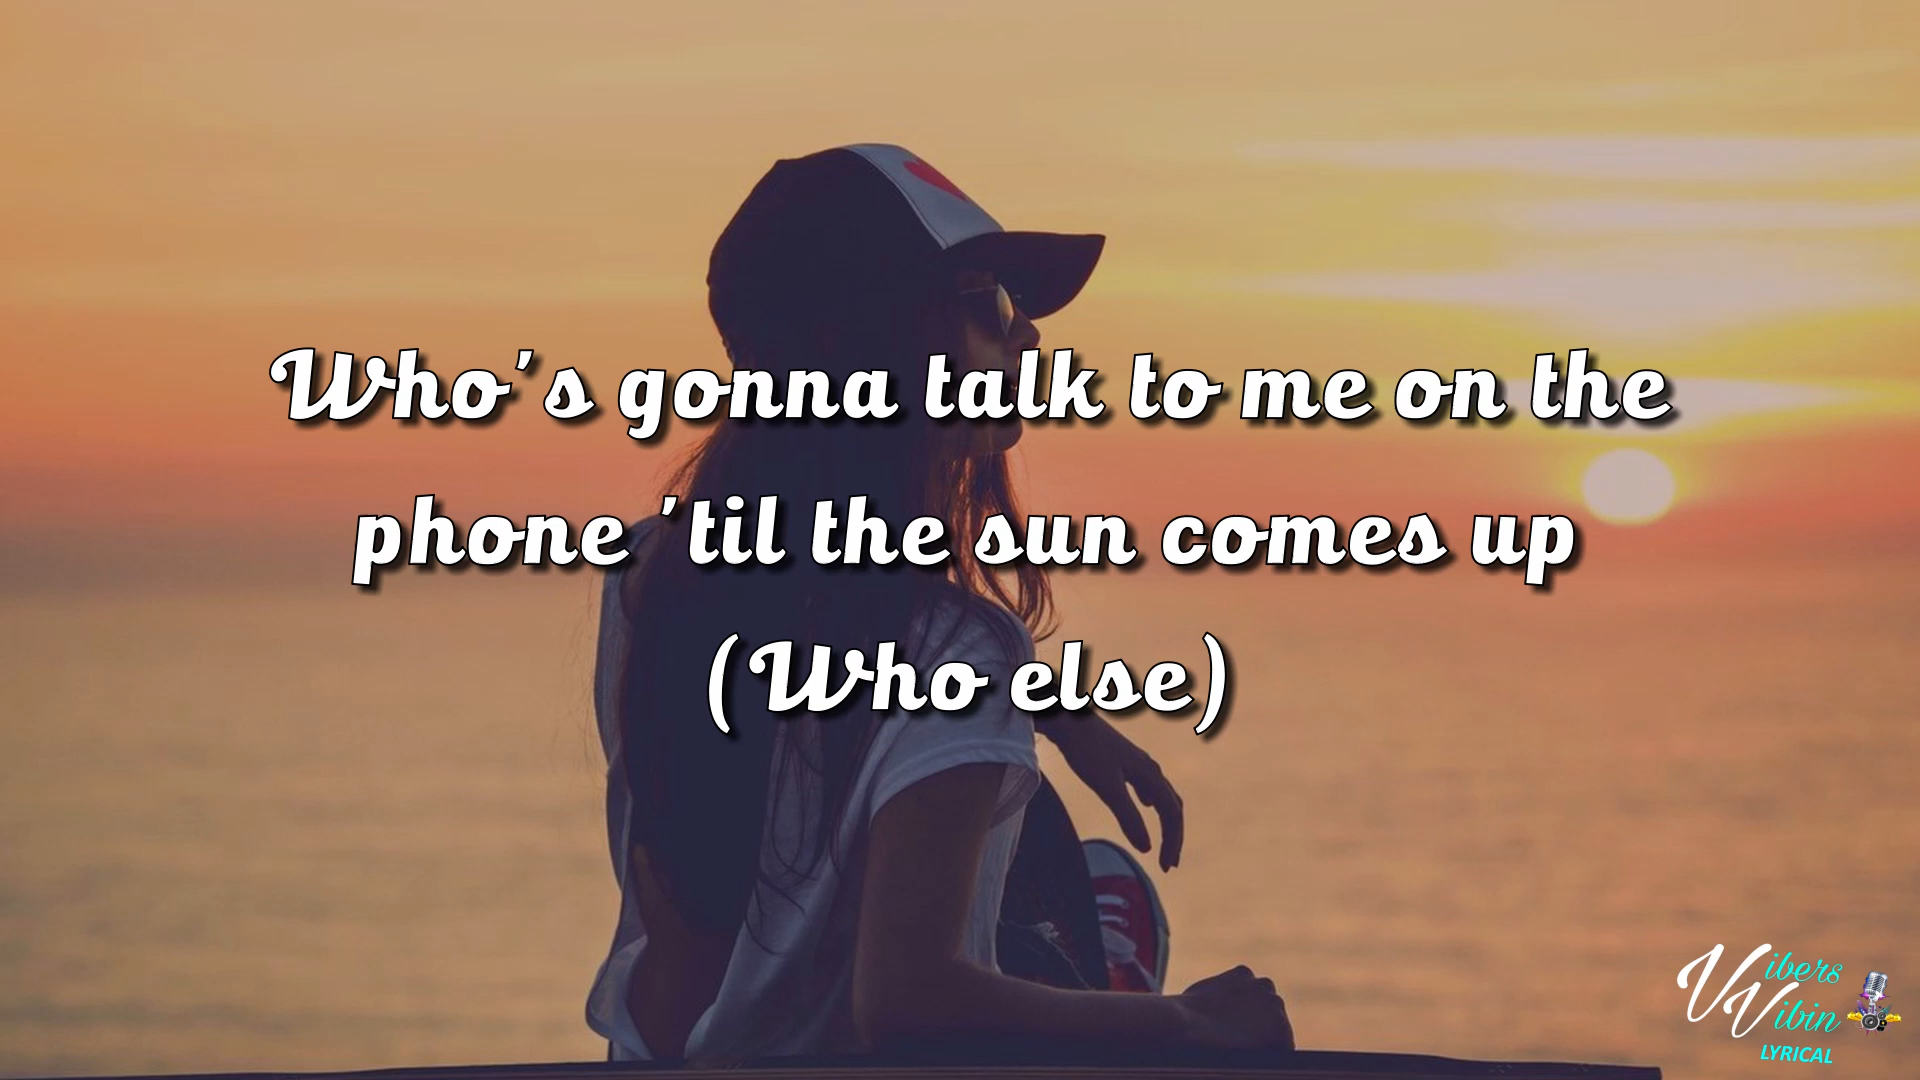 Who's gonna talk to me on the
phone 'til the sun comes up
(Who else)
Vibers
Vibin
LYRICAL